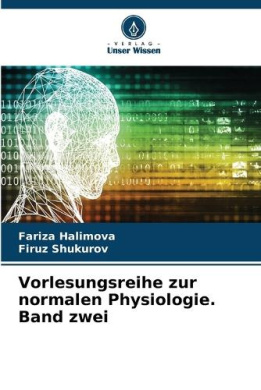 - VERLAG -
Unser Wissen
Fariza Halimova
Firuz Shukurov
Vorlesungsreihe zur
normalen Physiologie.
Band zwei